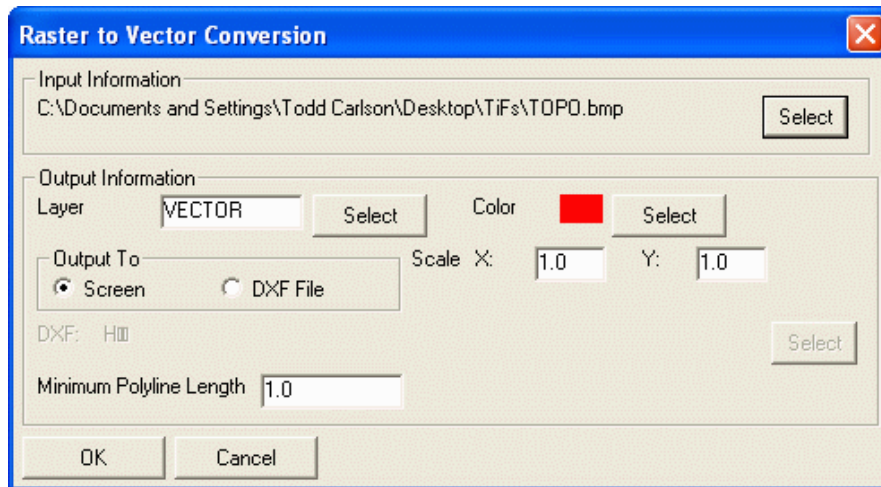 Raster to Vector Conversion
Input Information
C:\Documents and Settings\Todd Carlson\Desktop\TiFs\TOPO.bmp
Select
Output Information
Layer VECTOR Select Color Select
Output To
Screen DXF File
Scale X: 1.0 Y: 1.0
DXF:
Select
Minimum Polyline Length 1.0
OK Cancel